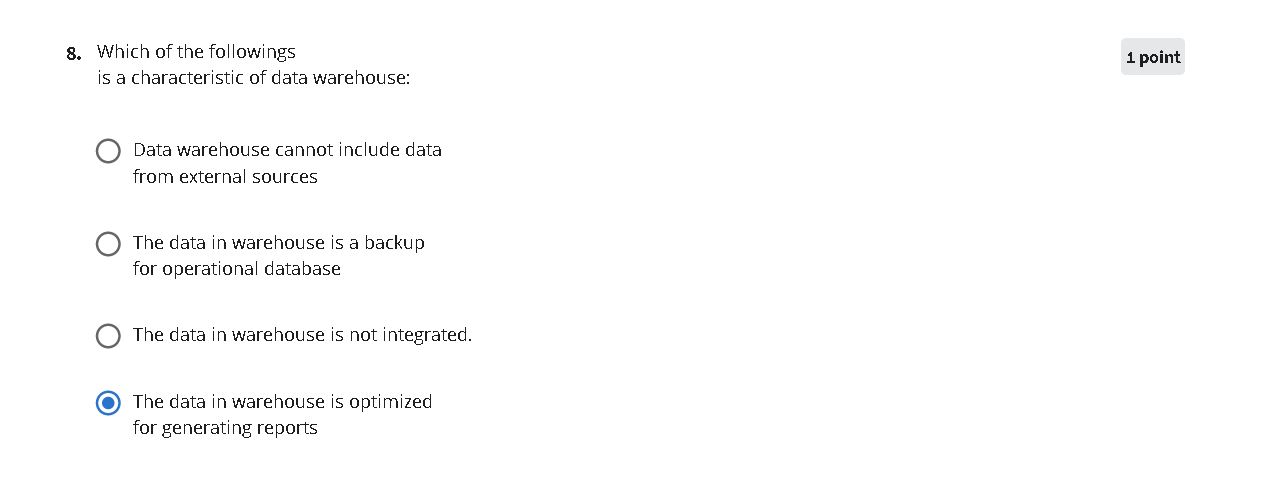 8. Which of the followings
is a characteristic of data warehouse:
1 point
Data warehouse cannot include data
from external sources
The data in warehouse is a backup
for operational database
The data in warehouse is not integrated.
The data in warehouse is optimized
for generating reports